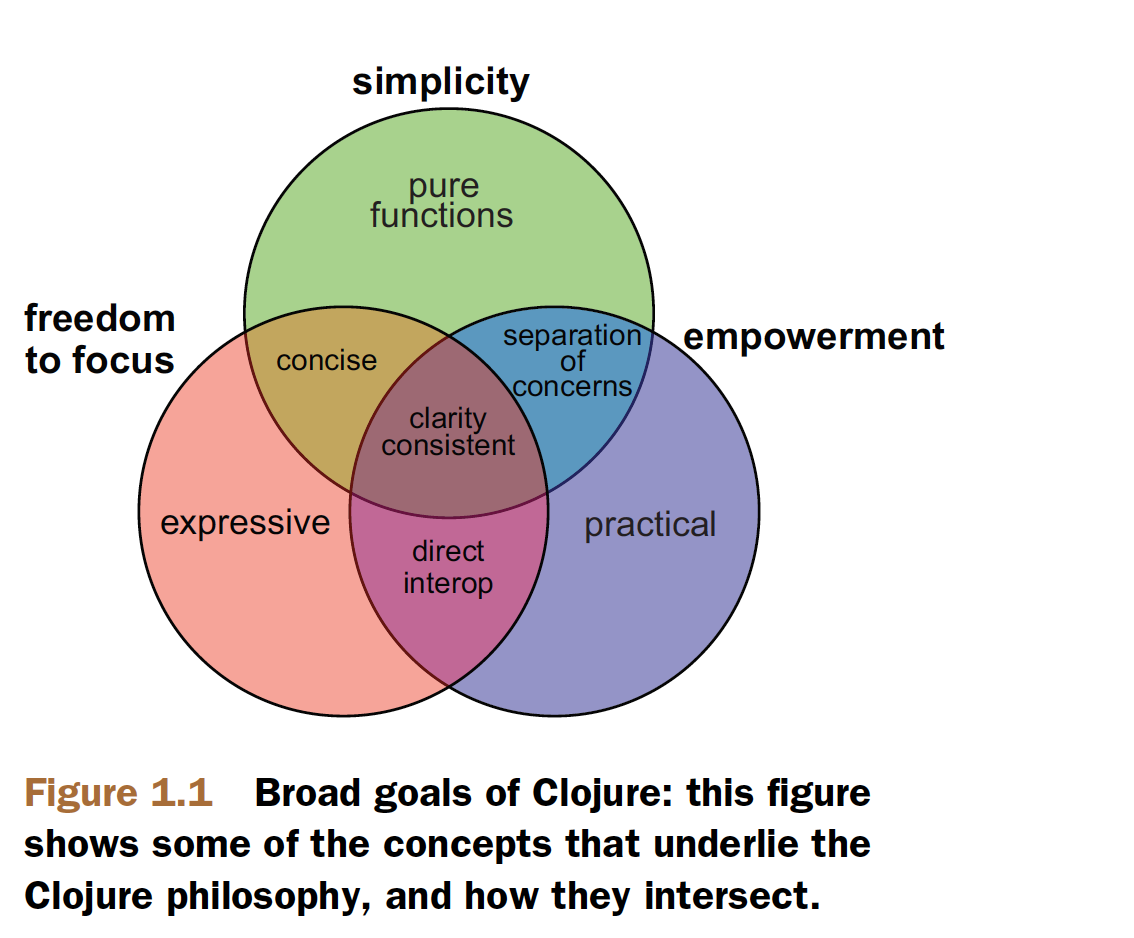 simplicity
pure
functions
freedom
to focus
empowerment
separation
of
concerns
concise
clarity
consistent
expressive
practical
direct
interop
Figure 1.1 Broad goals of Clojure: this figure
shows some of the concepts that underlie the
Clojure philosophy, and how they intersect.